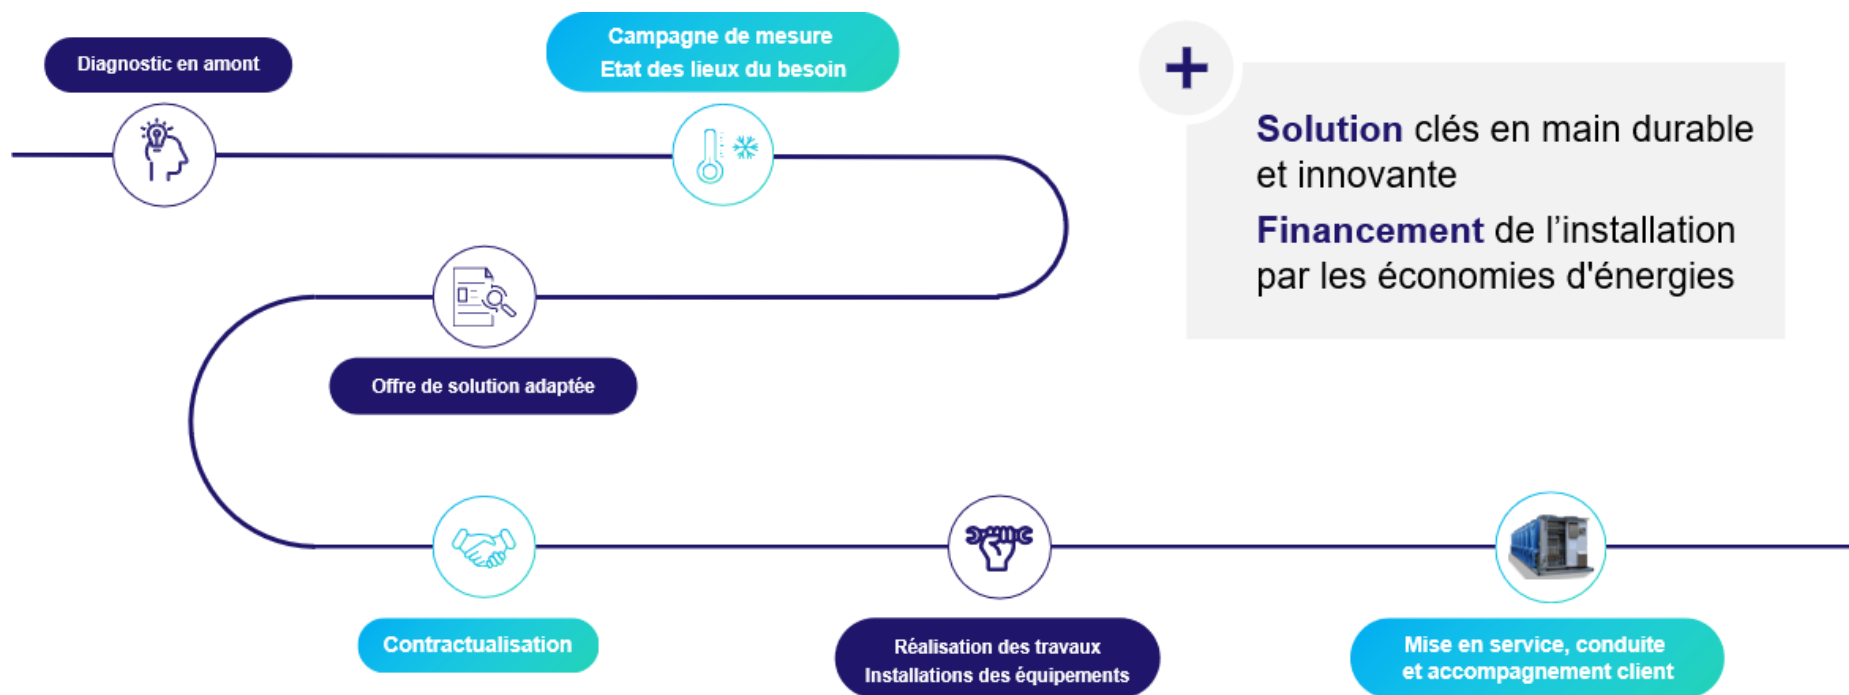 Diagnostic en amont
Campagne de mesure
Etat des lieux du besoin
Solution clés en main durable
et innovante
Financement de l’installation
par les économies d'énergies
Offre de solution adaptée
Contractualisation
Réalisation des travaux
Installations des équipements
Mise en service, conduite
et accompagnement client